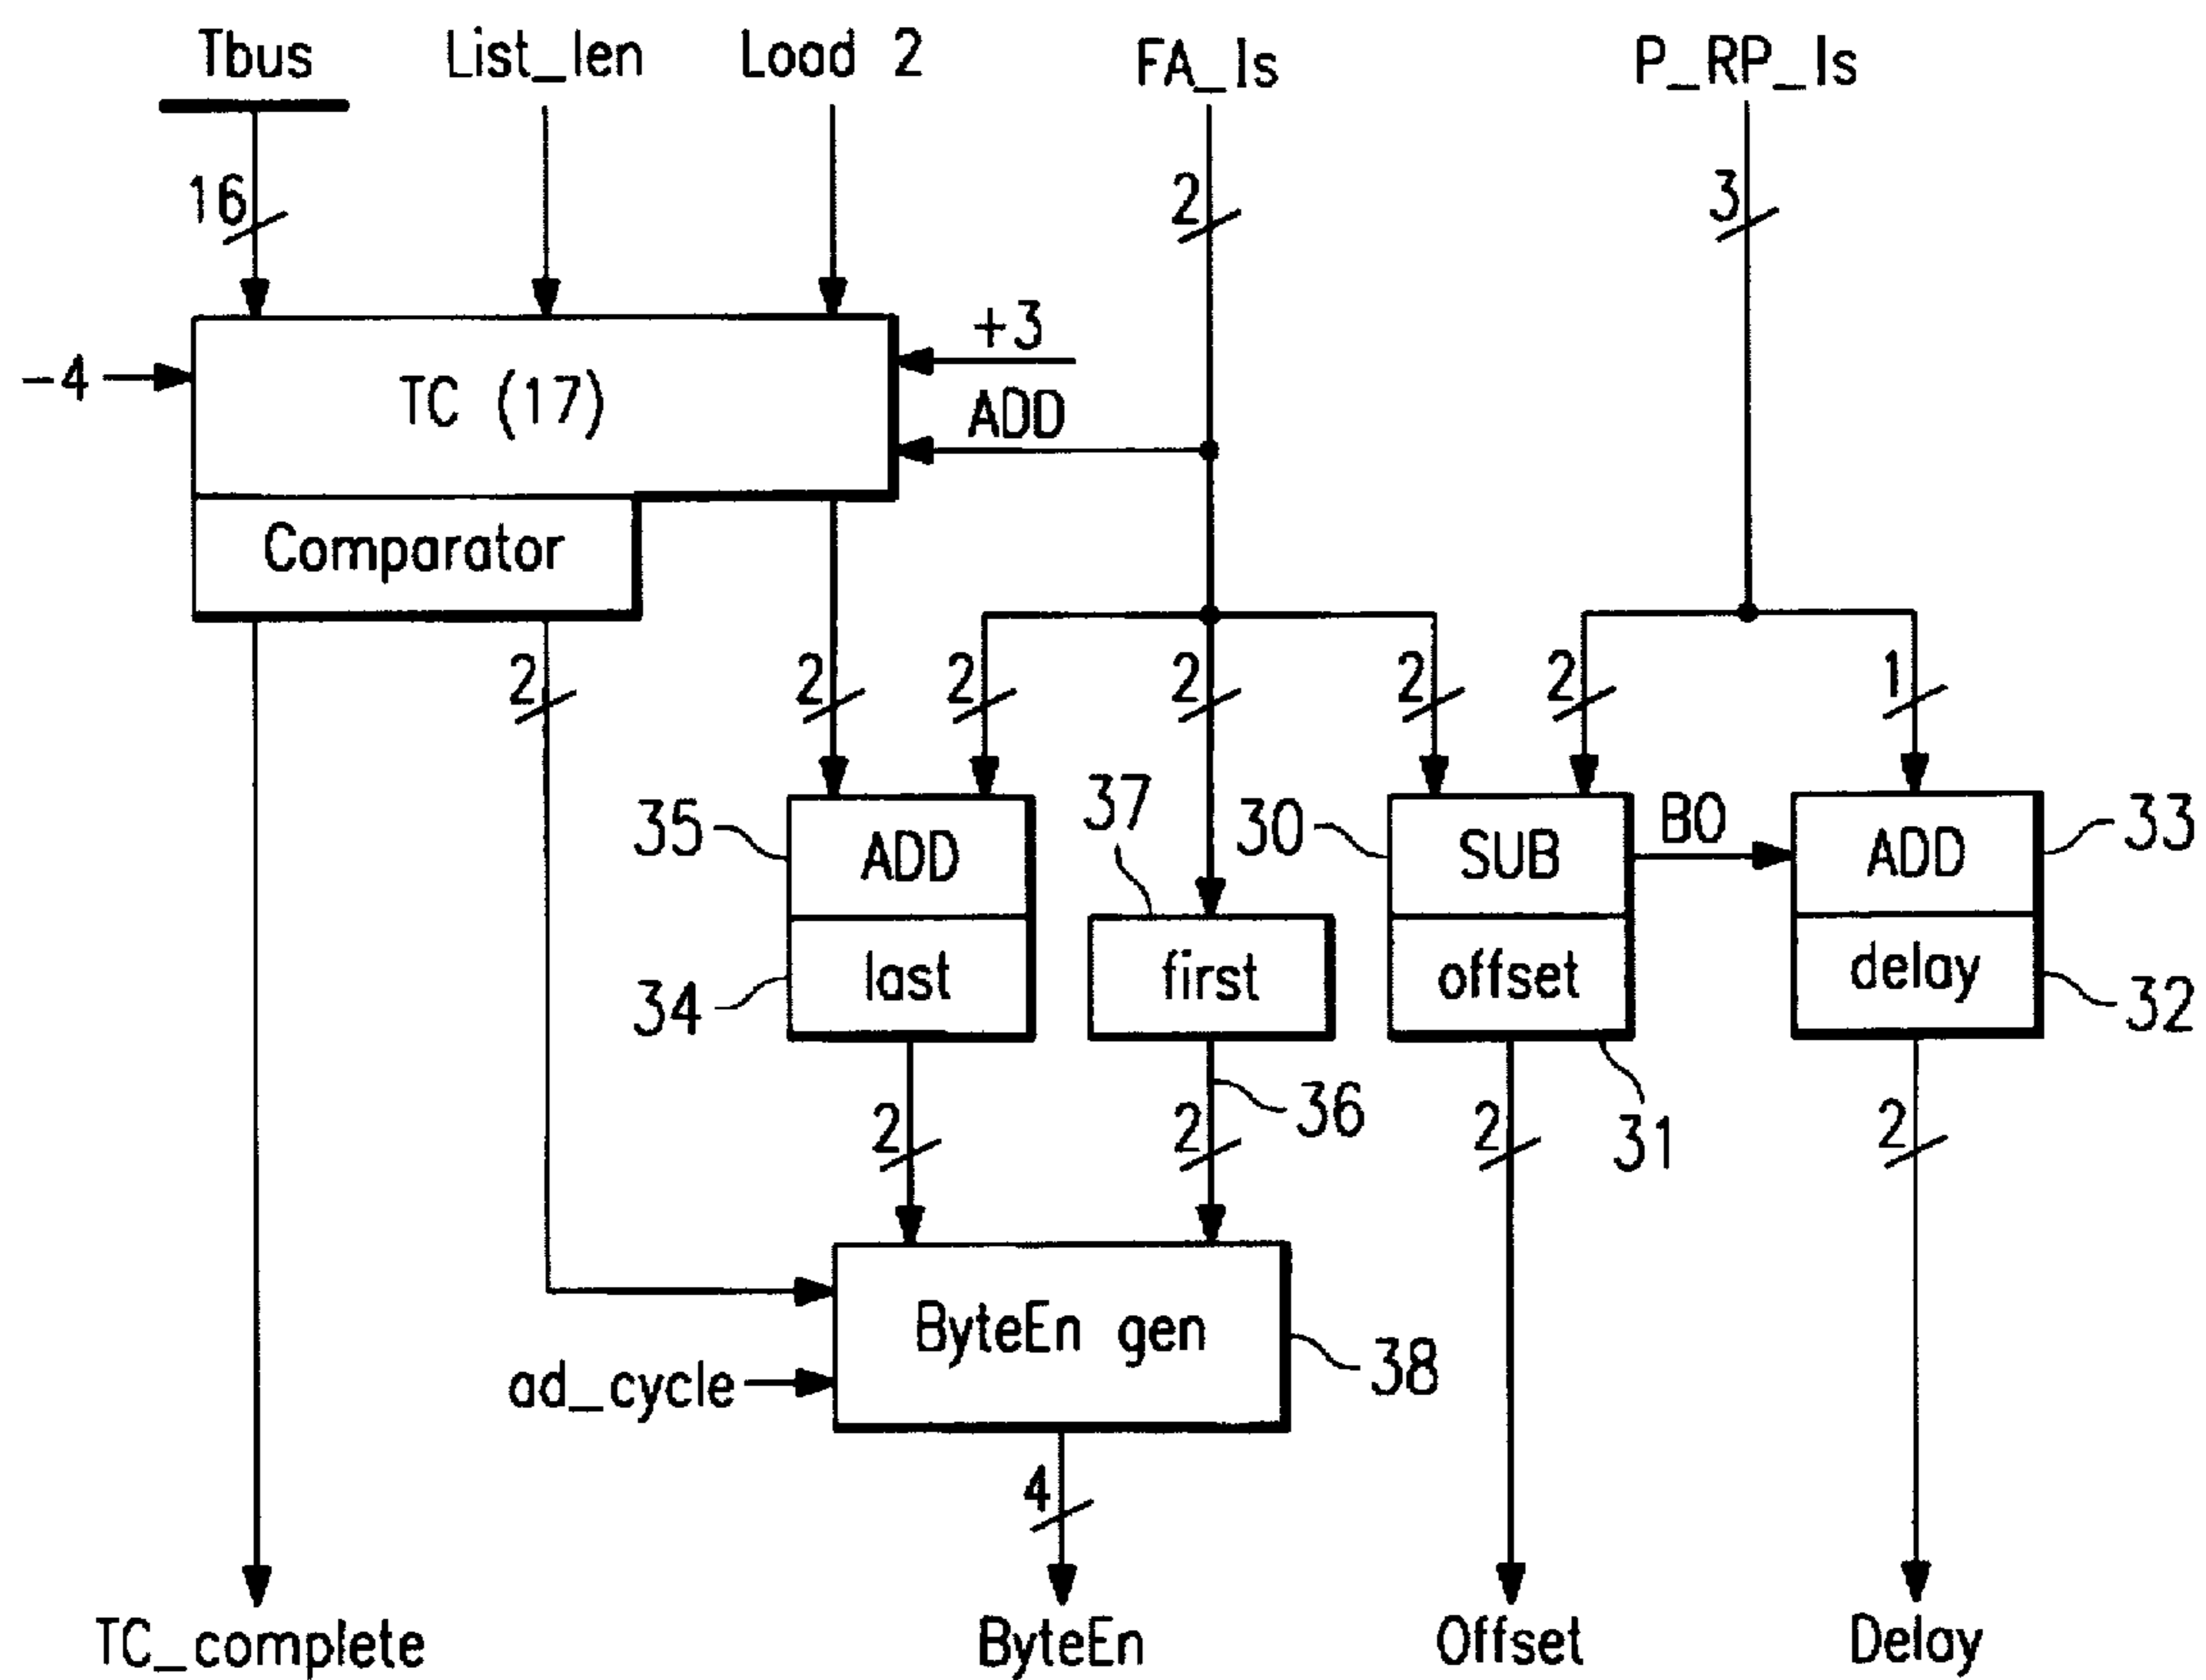 Tbus
List_len
Load 2
FA_ls
P_RP_ls
16
2
3
+3
-4
TC (17)
ADD
Comparator
2
2
2
2
2
2
1
35
37
30
BO
33
ADD
SUB
ADD
34
last
first
offset
delay
32
2
2
36
2
31
2
ByteEn gen
38
ad_cycle
4
TC_complete
ByteEn
Offset
Delay